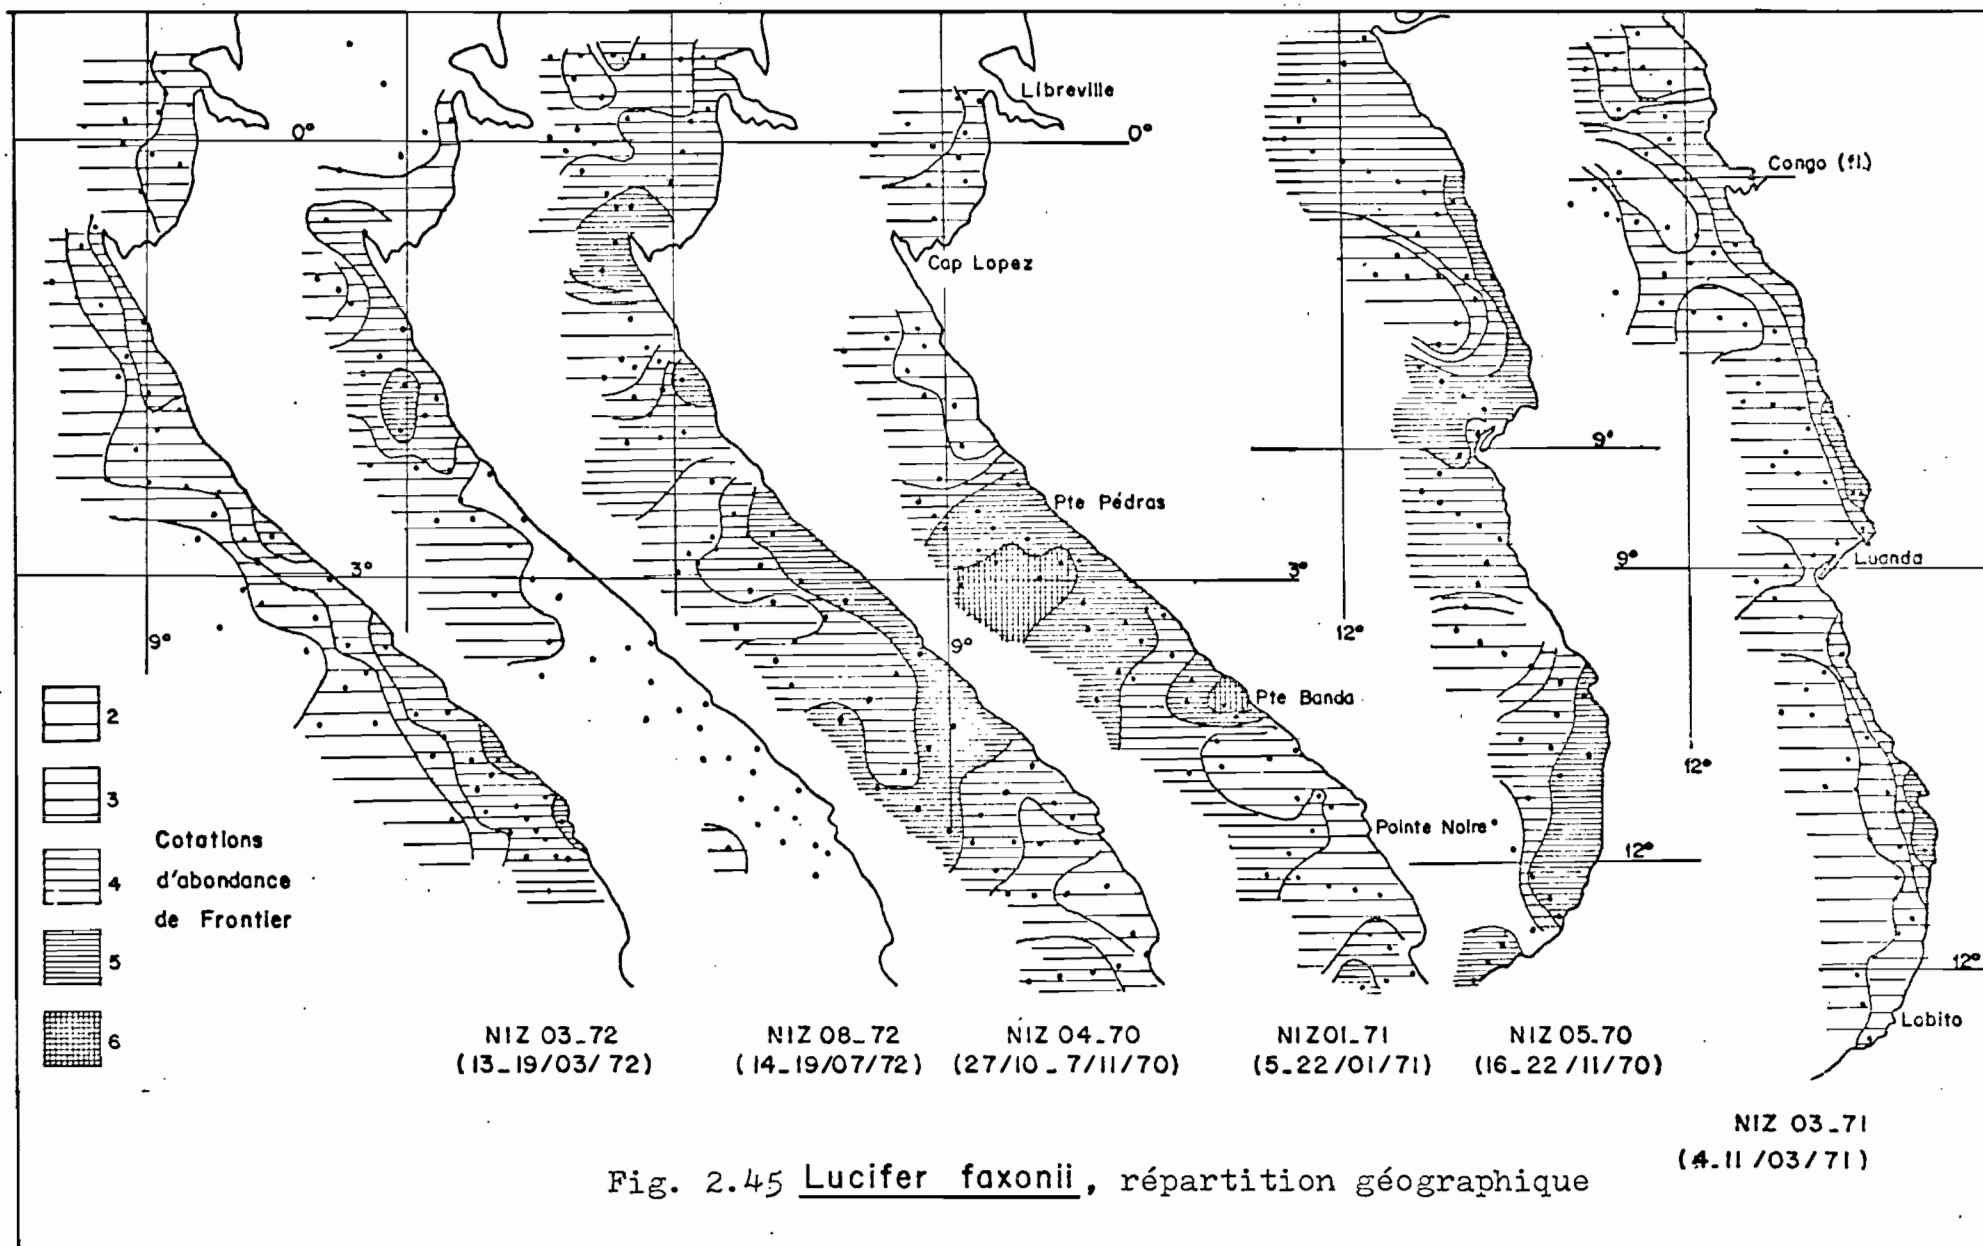 Libreville
0°
0°
Congo (fl.)
Cap Lopez
9°
Pte Pédras
Luanda
9°
3°
3°
9°
9°
12°
Pte Banda
12°
2
3
4
5
6
Cotations
d'abondance
de Frontier
Pointe Noire
12°
12°
Lobito
NIZ 03_72
(13_19/03/72)
NIZ 08_72
(14_19/07/72)
NIZ 04_70
(27/10_7/11/70)
NIZ01_71
(5_22/01/71)
NIZ 05_70
(16_22/11/70)
NIZ 03_71
(4_11/03/71)
Fig. 2.45 Lucifer faxonii, répartition géographique